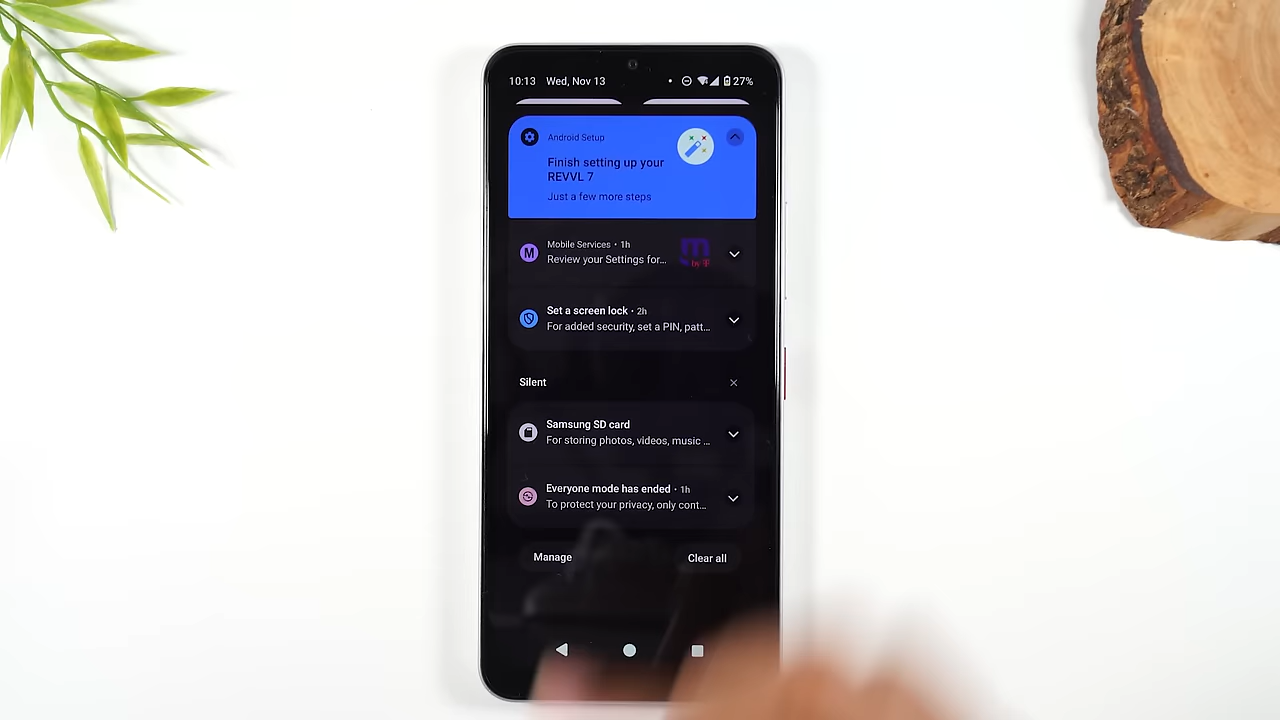 10:13 Wed, Nov 13 27%
Android Setup
Finish setting up your
REVVL 7
Just a few more steps
M
Mobile Services • 1h
Review your Settings for...
m
by
Set a screen lock • 2h
For added security, set a PIN, patt...
Silent
Samsung SD card
For storing photos, videos, music ...
Everyone mode has ended • 1h
To protect your privacy, only cont...
Manage
Clear all